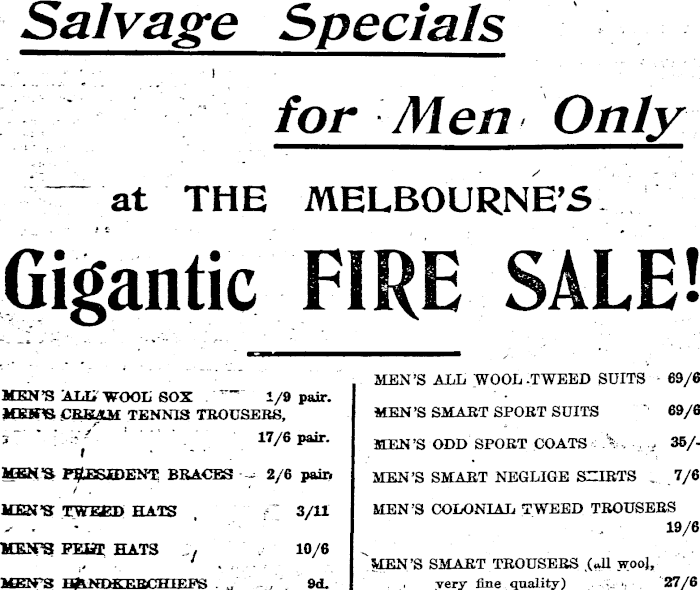 Salvage Specials
for Men Only
at THE MELBOURNE'S
Gigantic FIRE SALE!
MEN'S ALL WOOL SOX 1/9 pair.
MEN'S CREAM TENNIS TROUSERS,
17/6 pair.
MEN'S PRESIDENT BRACES 2/6 pair.
MEN'S TWEED HATS 3/11
MEN'S FELT HATS 10/6
MEN'S HANDKERCHIEFS 9d.
MEN'S ALL WOOL TWEED SUITS 69/6
MEN'S SMART SPORT SUITS 69/6
MEN'S ODD SPORT COATS 35/-
MEN'S SMART NEGLIGE SHIRTS 7/6
MEN'S COLONIAL TWEED TROUSERS
19/6
MEN'S SMART TROUSERS (all wool,
very fine quality) 27/6